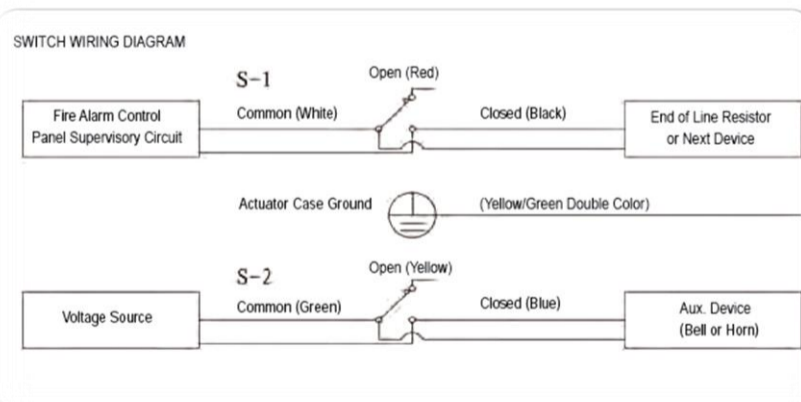 SWITCH WIRING DIAGRAM
S-1
Open (Red)
Fire Alarm Control
Panel Supervisory Circuit
Common (White)
Closed (Black)
End of Line Resistor
or Next Device
Actuator Case Ground
(Yellow/Green Double Color)
S-2
Open (Yellow)
Voltage Source
Common (Green)
Closed (Blue)
Aux. Device
(Bell or Horn)